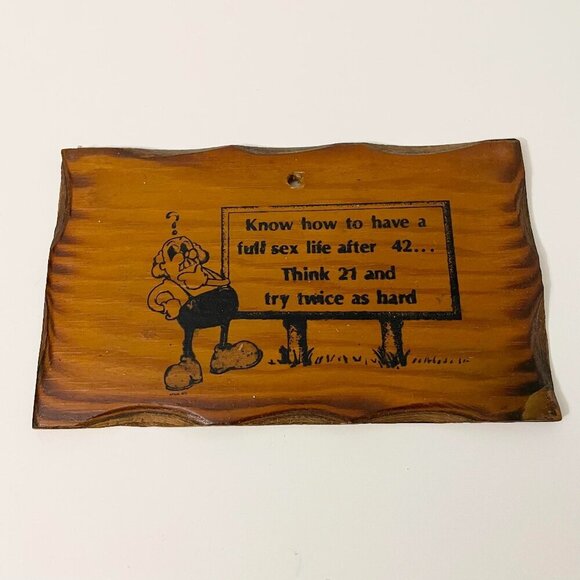 ?
Know how to have a
full sex life after 42...
Think 21 and
try twice as hard